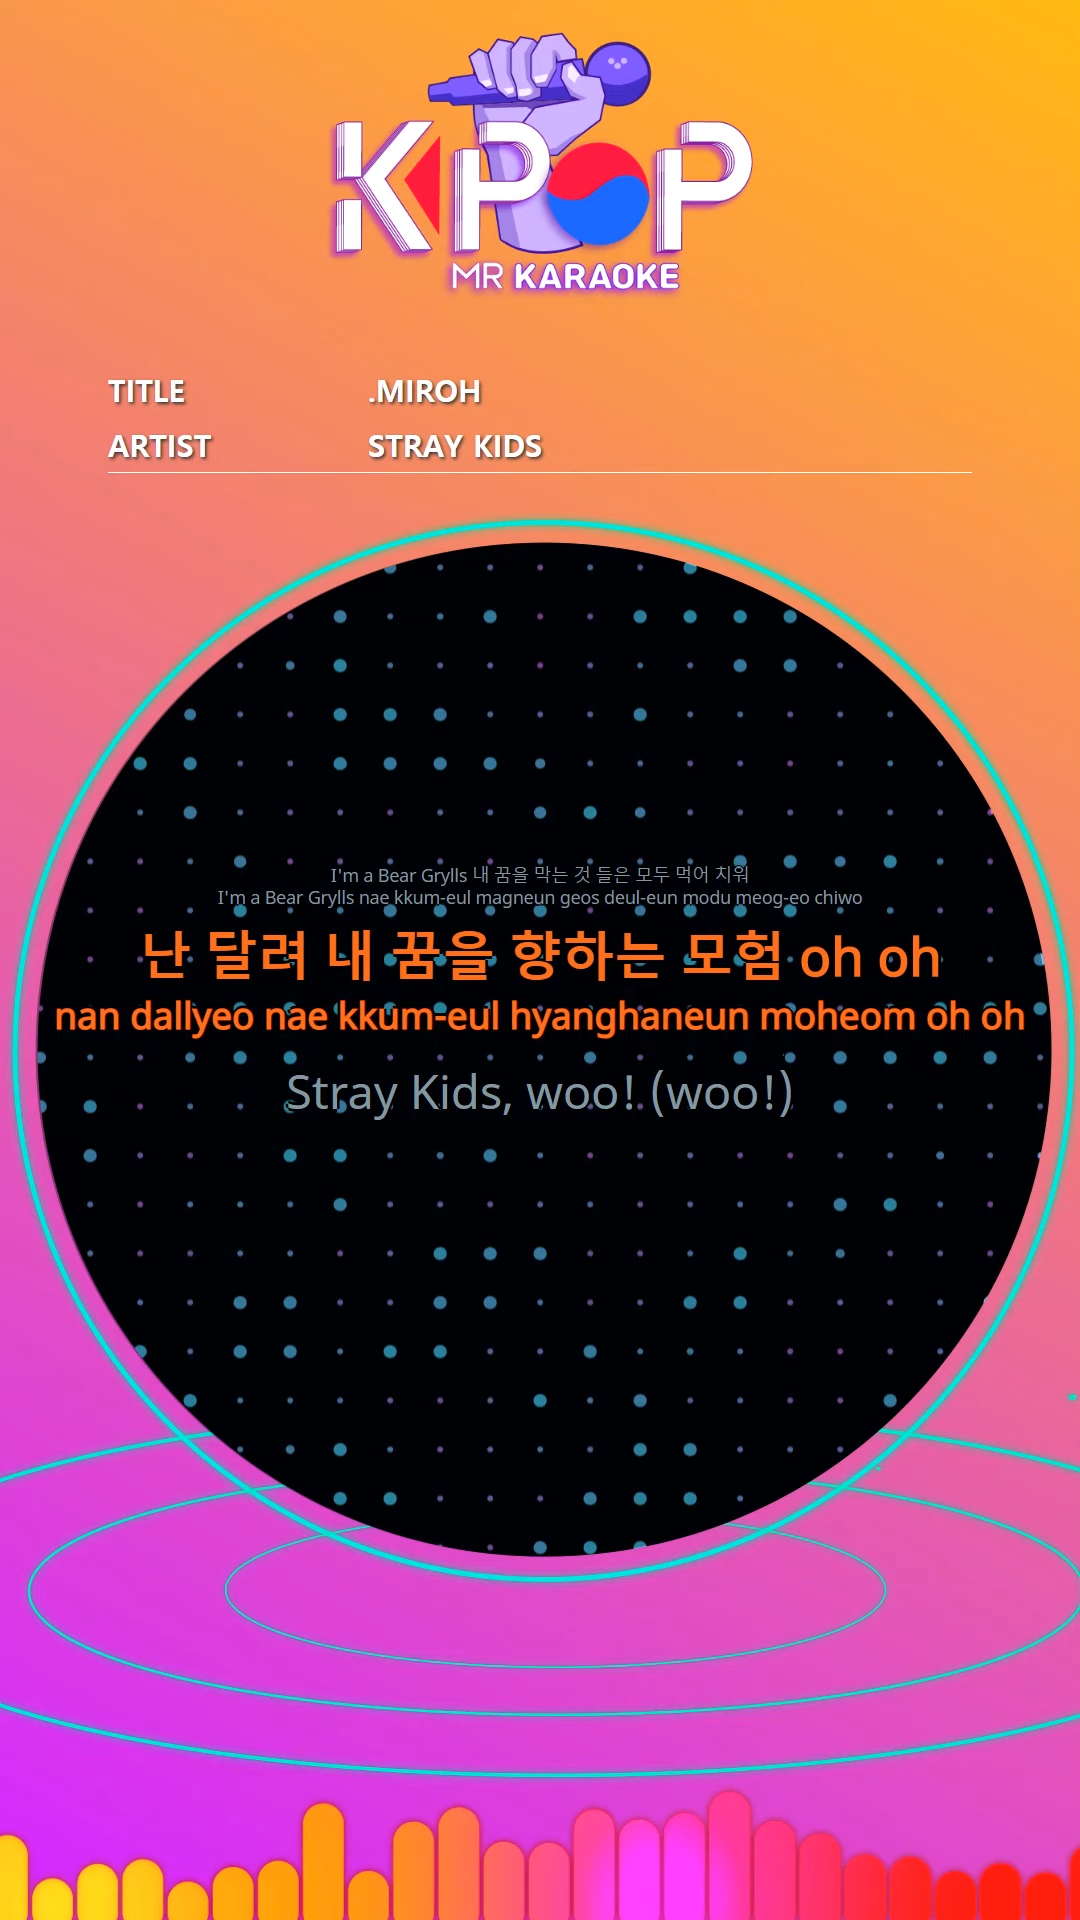 KPOP
MR KARAOKE
TITLE .MIROH
ARTIST STRAY KIDS
I'm a Bear Grylls 내 꿈을 막는 것 들은 모두 먹어 치워
I'm a Bear Grylls nae kkum-eul magneun geos deul-eun modu meog-eo chiwo
난 달려 내 꿈을 향하는 모험 oh oh
nan dallyeo nae kkum-eul hyanghaneun moheom oh oh
Stray Kids, woo! (woo!)